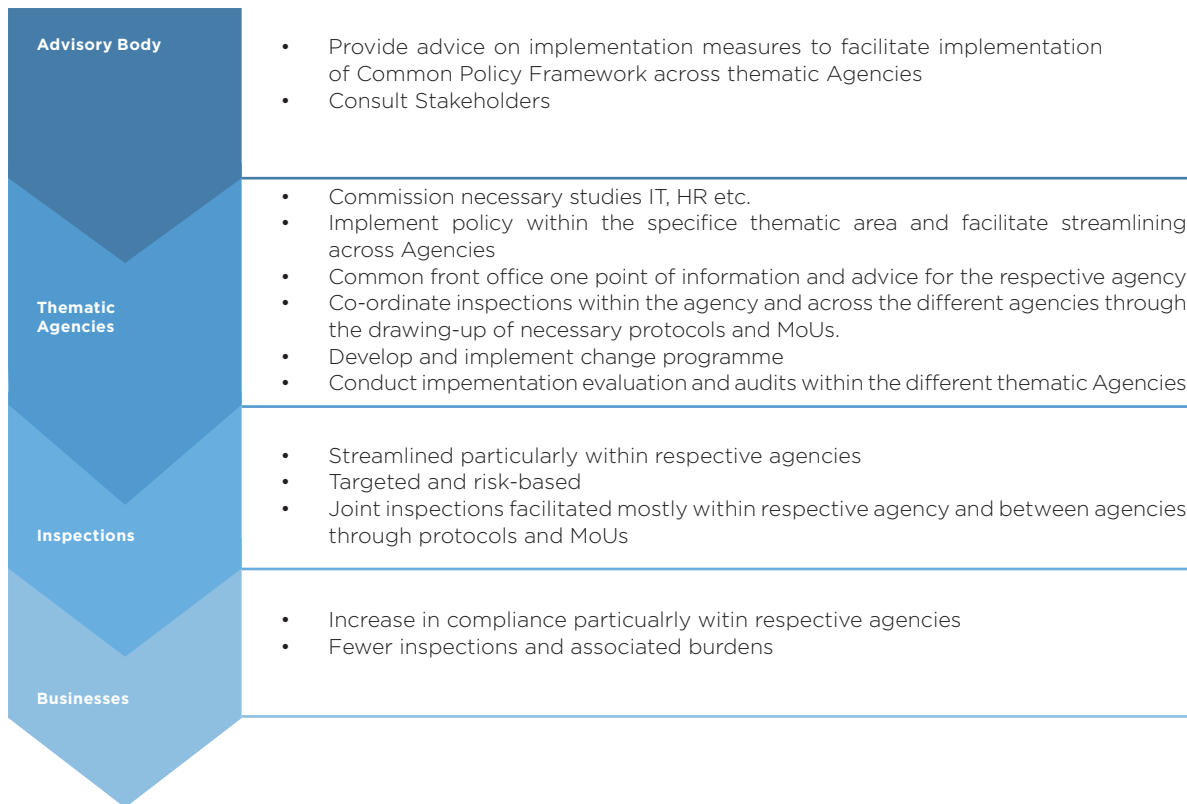 Advisory Body
• Provide advice on implementation measures to facilitate implementation
of Common Policy Framework across thematic Agencies
• Consult Stakeholders
Thematic
Agencies
• Commission necessary studies IT, HR etc.
• Implement policy within the specifice thematic area and facilitate streamlining
across Agencies
• Common front office one point of information and advice for the respective agency
• Co-ordinate inspections within the agency and across the different agencies through
the drawing-up of necessary protocols and MoUs.
• Develop and implement change programme
• Conduct impementation evaluation and audits within the different thematic Agencies
Inspections
• Streamlined particularly within respective agencies
• Targeted and risk-based
• Joint inspections facilitated mostly within respective agency and between agencies
through protocols and MoUs
Businesses
• Increase in compliance particualrly witin respective agencies
• Fewer inspections and associated burdens